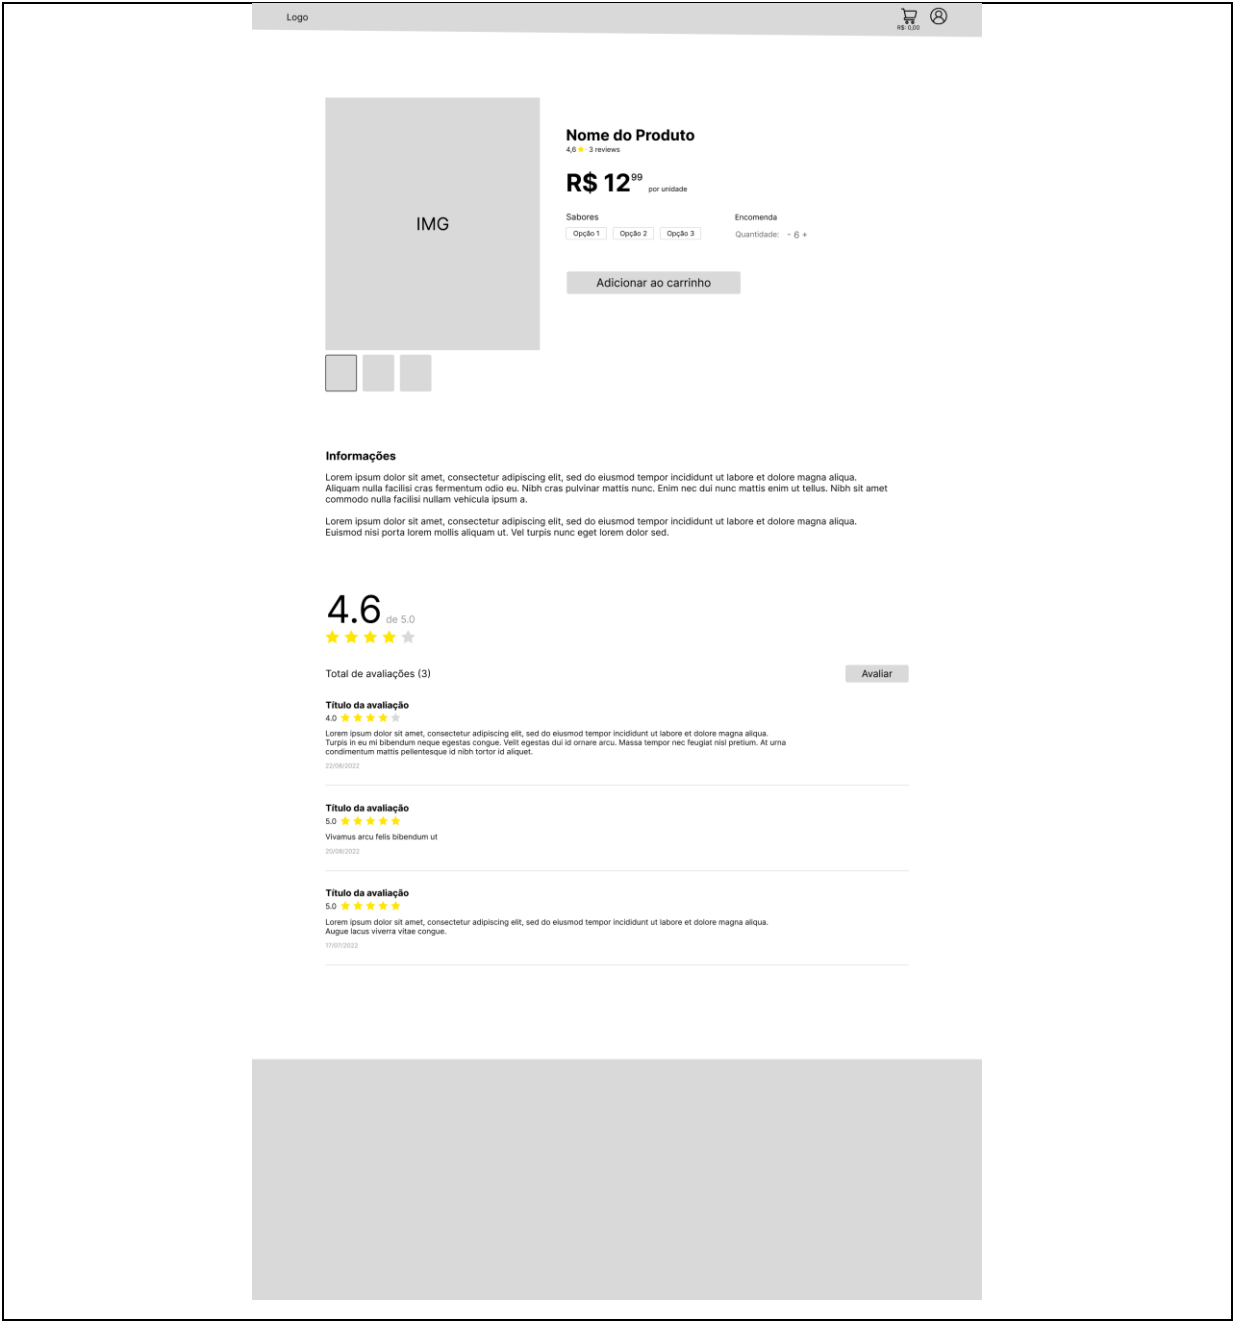 Logo
R$: 0,00
Nome do Produto
4,6 · 3 reviews
R$ 12 99 por unidade
Sabores
Encomenda
Opção 1 Opção 2 Opção 3
Quantidade: - 6 +
IMG
Adicionar ao carrinho
Informações
Lorem ipsum dolor sit amet, consectetur adipiscing elit, sed do eiusmod tempor incididunt ut labore et dolore magna aliqua.
Aliquam nulla facilisi cras fermentum odio eu. Nibh cras pulvinar mattis nunc. Enim nec dui nunc mattis enim ut tellus. Nibh sit amet
commodo nulla facilisi nullam vehicula ipsum a.
Lorem ipsum dolor sit amet, consectetur adipiscing elit, sed do eiusmod tempor incididunt ut labore et dolore magna aliqua.
Euismod nisi porta lorem mollis aliquam ut. Vel turpis nunc eget lorem dolor sed.
4.6 de 5.0
Total de avaliações (3)
Avaliar
Título da avaliação
4.0
Lorem ipsum dolor sit amet, consectetur adipiscing elit, sed do eiusmod tempor incididunt ut labore et dolore magna aliqua.
Turpis in eu mi bibendum neque egestas congue. Velit egestas dui id ornare arcu. Massa tempor nec feugiat nisl pretium. At urna
condimentum mattis pellentesque id nibh tortor id aliquet.
22/08/2022
Título da avaliação
5.0
Vivamus arcu felis bibendum ut
20/08/2022
Título da avaliação
5.0
Lorem ipsum dolor sit amet, consectetur adipiscing elit, sed do eiusmod tempor incididunt ut labore et dolore magna aliqua.
Augue lacus viverra vitae congue.
17/07/2022